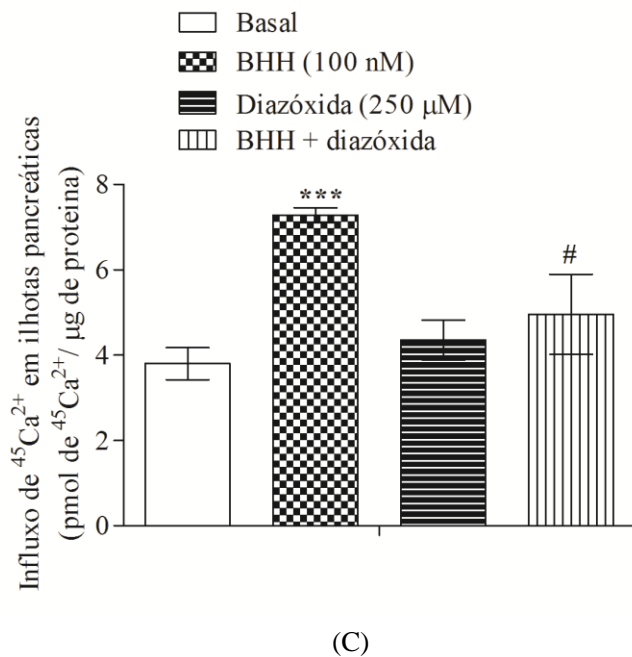 Basal
BHH (100 nM)
Diazóxida (250 μM)
BHH + diazóxida
Influxo de ⁴⁵Ca²⁺ em ilhotas pancreáticas
(pmol de ⁴⁵Ca²⁺/ μg de proteina)
8
6
4
2
0
***
#
(C)